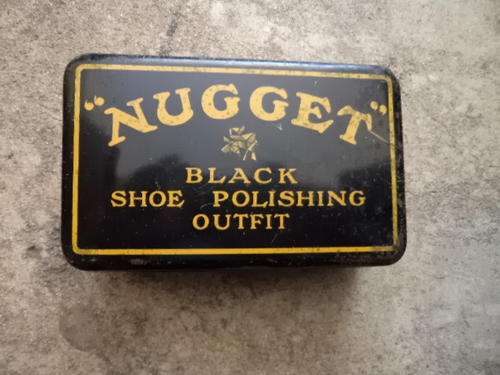 "NUGGET"
BLACK
SHOE POLISHING
OUTFIT